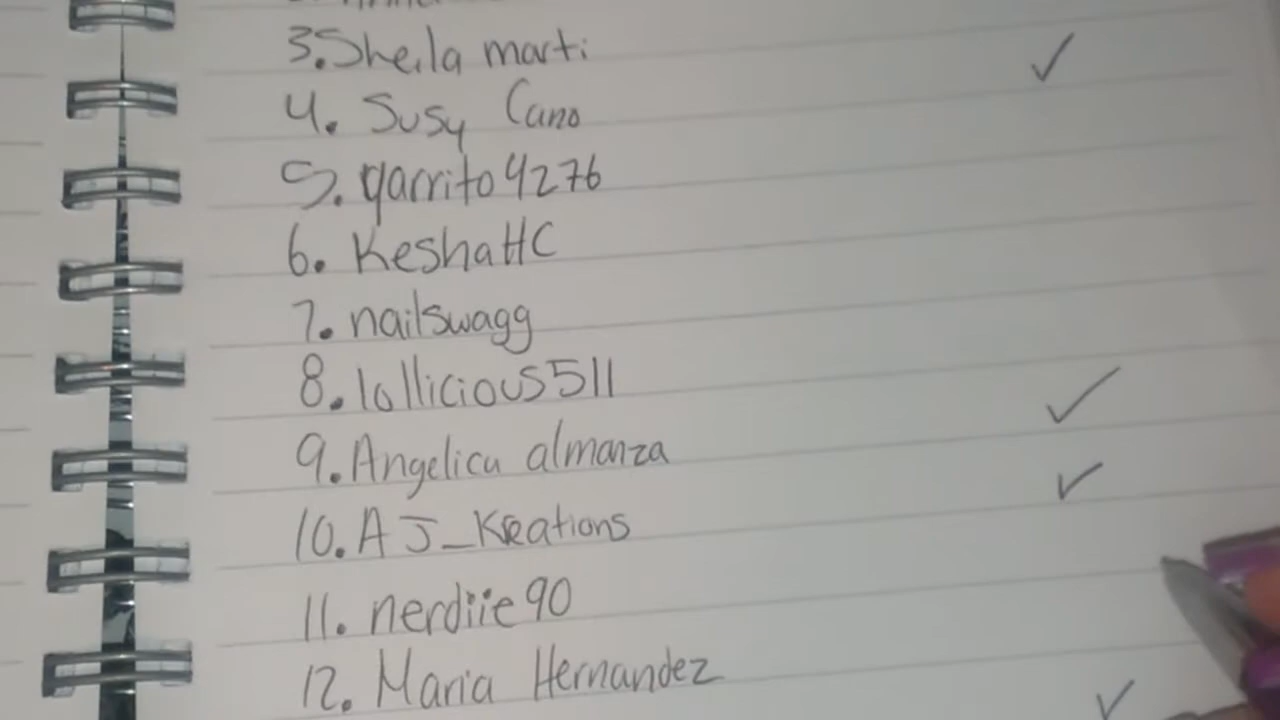 3. Sheila marti ✓
4. Susy Cano
5. garrito4276
6. KeshaHC
7. nailswagg
8. lollicious511 ✓
9. Angelica almanza ✓
10. AJ_Kreations
11. nerdiie90
12. Maria Hernandez ✓